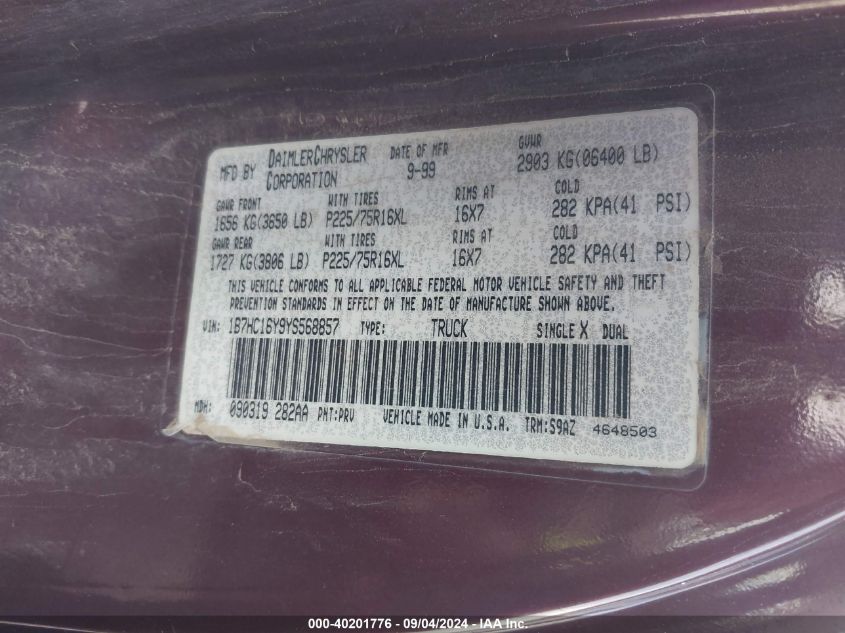 MFD BY DAIMLERCHRYSLER CORPORATION DATE OF MFR 9-99 GVWR 2903 KG(06400 LB)
GAWR FRONT WITH TIRES RIMS AT COLD
1656 KG(3650 LB) P225/75R16XL 16X7 282 KPA(41 PSI)
GAWR REAR WITH TIRES RIMS AT COLD
1727 KG(3806 LB) P225/75R16XL 16X7 282 KPA(41 PSI)
THIS VEHICLE CONFORMS TO ALL APPLICABLE FEDERAL MOTOR VEHICLE SAFETY AND THEFT
PREVENTION STANDARDS IN EFFECT ON THE DATE OF MANUFACTURE SHOWN ABOVE.
VIN: 1B7HC16Y9YS568857 TYPE: TRUCK SINGLE X DUAL
MDH: 090319 282AA PNT:PRV VEHICLE MADE IN U.S.A. TRM:S9AZ 4648503
000-40201776 - 09/04/2024 - IAA, Inc.